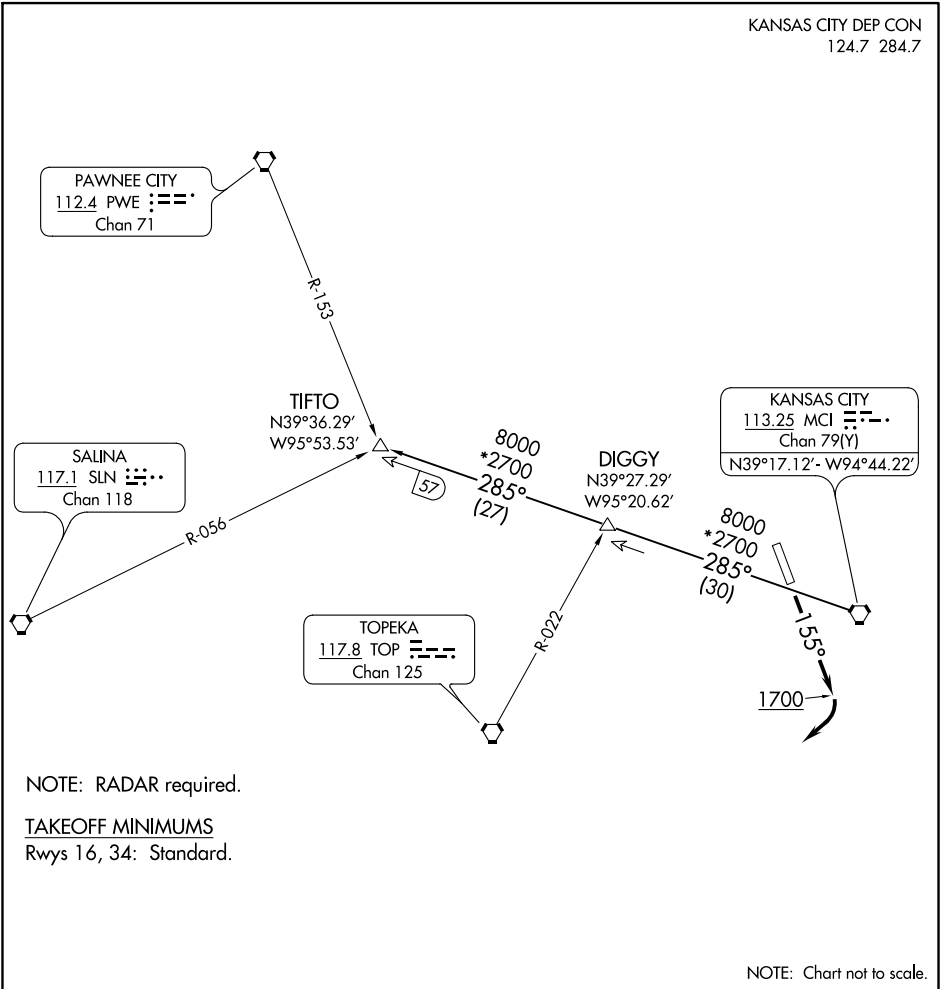 KANSAS CITY DEP CON
124.7 284.7
PAWNEE CITY
112.4 PWE
Chan 71
R-153
TIFTO
N39°36.29'
W95°53.53'
8000
*2700
285°
(27)
57
DIGGY
N39°27.29'
W95°20.62'
KANSAS CITY
113.25 MCI
Chan 79(Y)
N39°17.12' - W94°44.22'
SALINA
117.1 SLN
Chan 118
R-056
8000
*2700
285°
(30)
TOPEKA
117.8 TOP
Chan 125
R-022
155°
1700
NOTE: RADAR required.
TAKEOFF MINIMUMS
Rwys 16, 34: Standard.
NOTE: Chart not to scale.